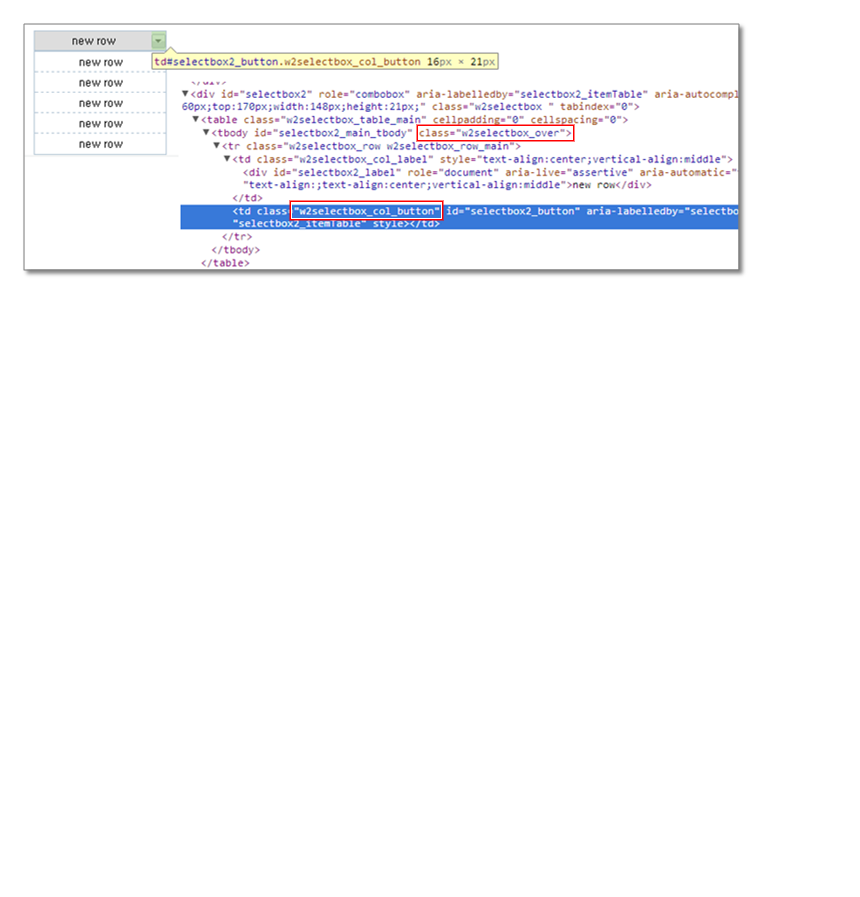 new row
new row
new row
new row
new row
new row
td#selectbox2_button.w2selectbox_col_button 16px × 21px
</div>
▼<div id="selectbox2" role="combobox" aria-labelledby="selectbox2_itemTable" aria-autocompl
60px;top:170px;width:148px;height:21px;" class="w2selectbox " tabindex="0">
▼<table class="w2selectbox_table_main" cellpadding="0" cellspacing="0">
▼<tbody id="selectbox2_main_tbody" class="w2selectbox_over">
▼<tr class="w2selectbox_row w2selectbox_row_main">
▼<td class="w2selectbox_col_label" style="text-align:center;vertical-align:middle">
<div id="selectbox2_label" role="document" aria-live="assertive" aria-automatic="
"text-align:;text-align:center;vertical-align:middle">new row</div>
</td>
<td class="w2selectbox_col_button" id="selectbox2_button" aria-labelledby="selectbo
"selectbox2_itemTable" style></td>
</tr>
</tbody>
</table>